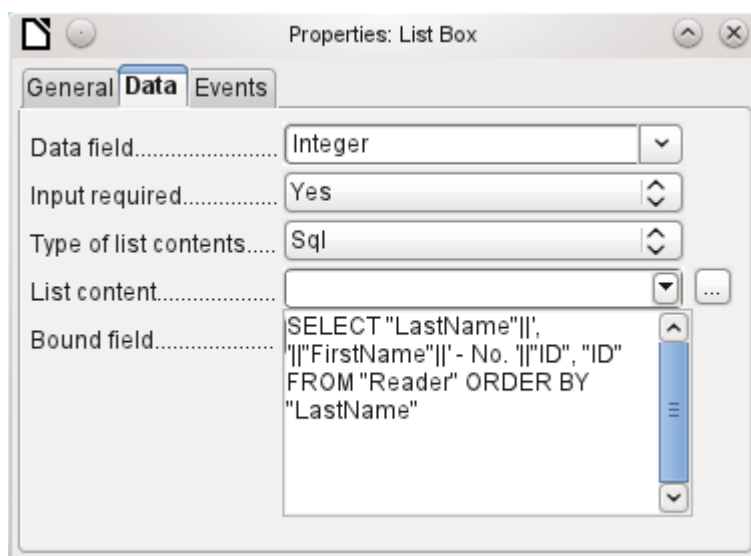 Properties: List Box
General Data Events
Data field........................ Integer
Input required................ Yes
Type of list contents..... Sql
List content.................... ...
Bound field.................... SELECT "LastName"||',
'||"FirstName"||' - No. '||"ID", "ID"
FROM "Reader" ORDER BY
"LastName"